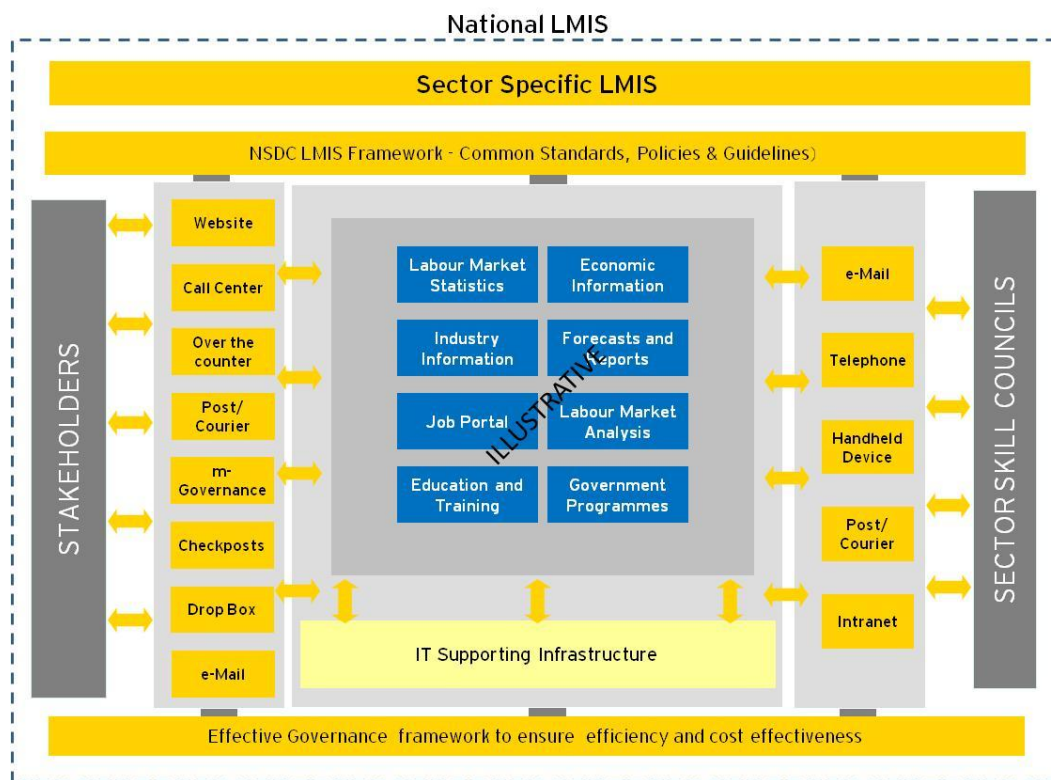 National LMIS
Sector Specific LMIS
NSDC LMIS Framework - Common Standards, Policies & Guidelines)
STAKEHOLDERS
Website
Call Center
Over the
counter
Post/
Courier
m-
Governance
Checkposts
Drop Box
e-Mail
Labour Market
Statistics
Economic
Information
Industry
Information
Forecasts and
Reports
Job Portal
Labour Market
Analysis
Education and
Training
Government
Programmes
ILLUSTRATIVE
IT Supporting Infrastructure
e-Mail
Telephone
Handheld
Device
Post/
Courier
Intranet
SECTORSKILL COUNCILS
Effective Governance framework to ensure efficiency and cost effectiveness